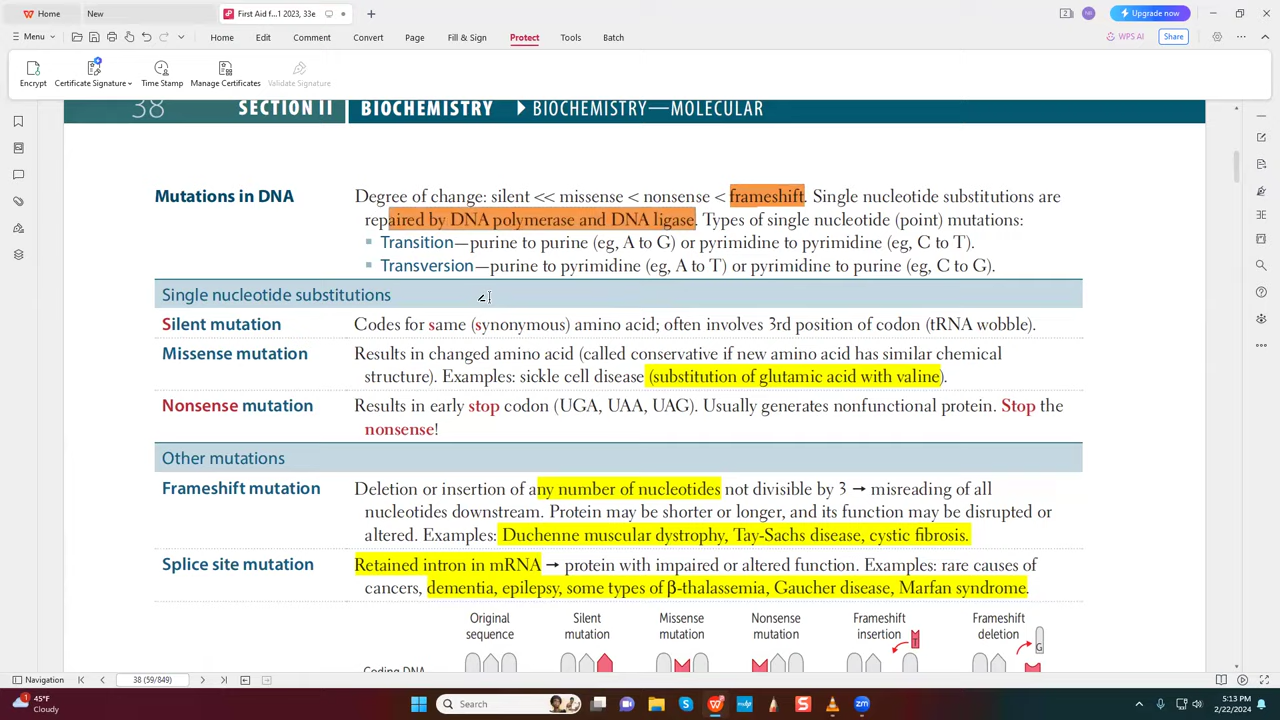 Home
New
First Aid f...1 2023, 33e
2
NB
Upgrade now
Menu
Home
Edit
Comment
Convert
Page
Fill & Sign
Protect
Tools
Batch
WPS AI
Share
Encrypt
Certificate Signature
Time Stamp
Manage Certificates
Validate Signature
38 SECTION II BIOCHEMISTRY BIOCHEMISTRY—MOLECULAR
Mutations in DNA
Degree of change: silent << missense < nonsense < frameshift. Single nucleotide substitutions are
repaired by DNA polymerase and DNA ligase. Types of single nucleotide (point) mutations:
▪ Transition—purine to purine (eg, A to G) or pyrimidine to pyrimidine (eg, C to T).
▪ Transversion—purine to pyrimidine (eg, A to T) or pyrimidine to purine (eg, C to G).
Single nucleotide substitutions
Silent mutation
Codes for same (synonymous) amino acid; often involves 3rd position of codon (tRNA wobble).
Missense mutation
Results in changed amino acid (called conservative if new amino acid has similar chemical
structure). Examples: sickle cell disease (substitution of glutamic acid with valine).
Nonsense mutation
Results in early stop codon (UGA, UAA, UAG). Usually generates nonfunctional protein. Stop the
nonsense!
Other mutations
Frameshift mutation
Deletion or insertion of any number of nucleotides not divisible by 3 → misreading of all
nucleotides downstream. Protein may be shorter or longer, and its function may be disrupted or
altered. Examples: Duchenne muscular dystrophy, Tay-Sachs disease, cystic fibrosis.
Splice site mutation
Retained intron in mRNA → protein with impaired or altered function. Examples: rare causes of
cancers, dementia, epilepsy, some types of β-thalassemia, Gaucher disease, Marfan syndrome.
Original
sequence
Silent
mutation
Missense
mutation
Nonsense
mutation
Frameshift
insertion
T
Frameshift
deletion
G
Coding DNA
Navigation
38 (59/849)
130%
45°F
Cloudy
Search
5:13 PM
2/22/2024